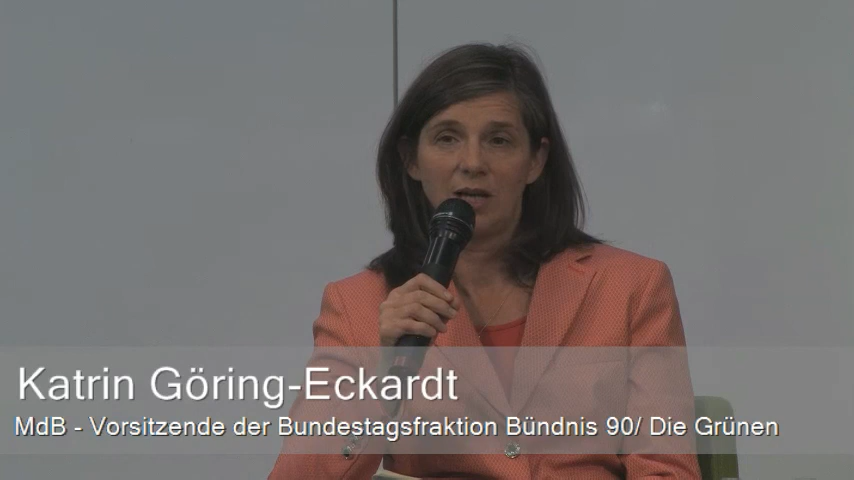 Katrin Göring-Eckardt
MdB - Vorsitzende der Bundestagsfraktion Bündnis 90/ Die Grünen